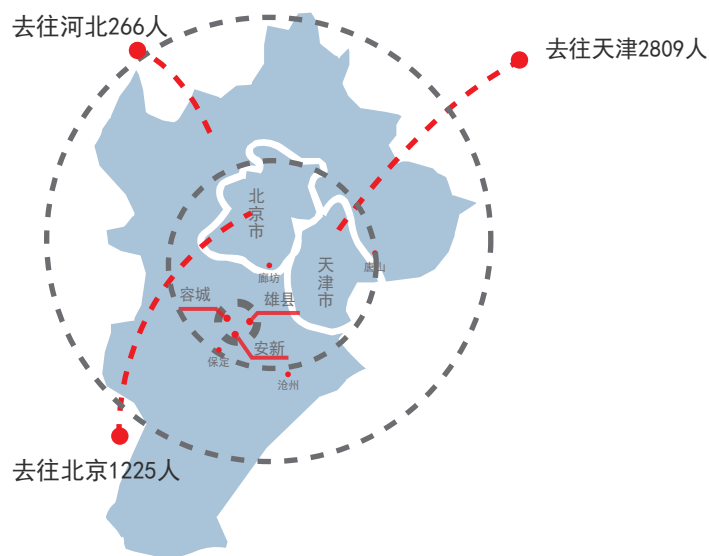 去往河北266人
去往天津2809人
北京市
天津市
唐山
廊坊
容城
雄县
安新
保定
沧州
去往北京1225人